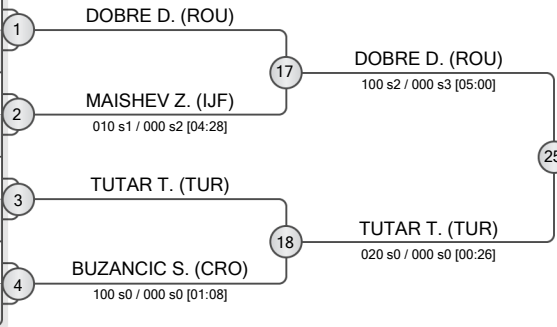 1
DOBRE D. (ROU)
17
DOBRE D. (ROU)
100 s2 / 000 s3 [05:00]
2
MAISHEV Z. (IJF)
010 s1 / 000 s2 [04:28]
25
3
TUTAR T. (TUR)
18
TUTAR T. (TUR)
020 s0 / 000 s0 [00:26]
4
BUZANCIC S. (CRO)
100 s0 / 000 s0 [01:08]